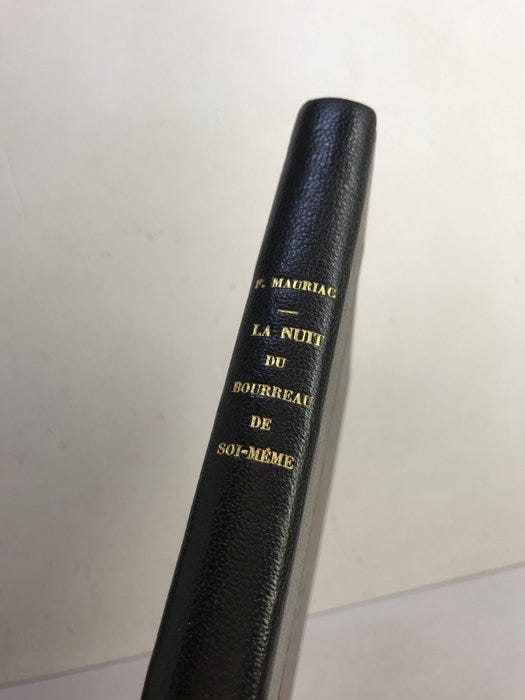 F. MAURIAC
LA NUIT
DU
BOURREAU
DE
SOI-MÊME